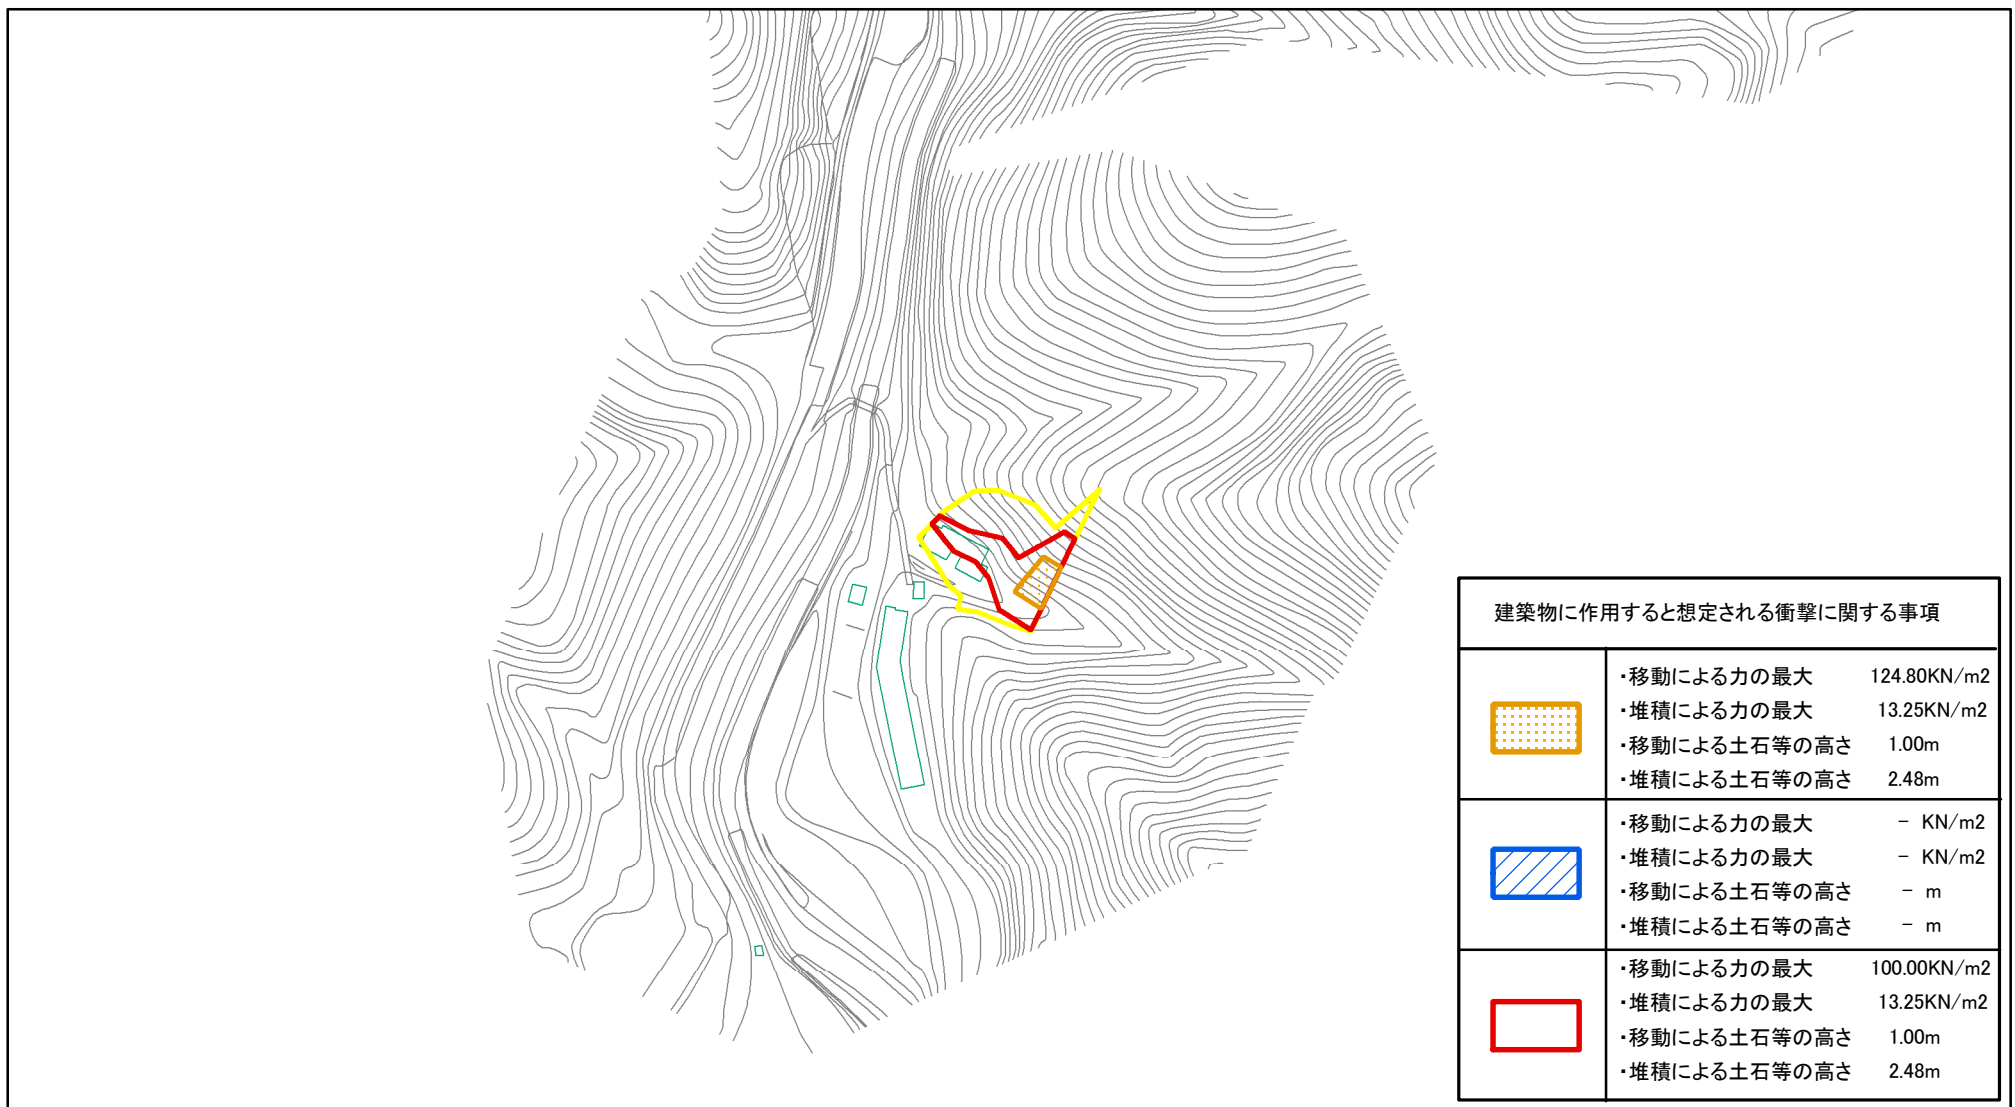 建築物に作用すると想定される衝撃に関する事項
・移動による力の最大 124.80KN/m2
・堆積による力の最大 13.25KN/m2
・移動による土石等の高さ 1.00m
・堆積による土石等の高さ 2.48m
・移動による力の最大 － KN/m2
・堆積による力の最大 － KN/m2
・移動による土石等の高さ － m
・堆積による土石等の高さ － m
・移動による力の最大 100.00KN/m2
・堆積による力の最大 13.25KN/m2
・移動による土石等の高さ 1.00m
・堆積による土石等の高さ 2.48m